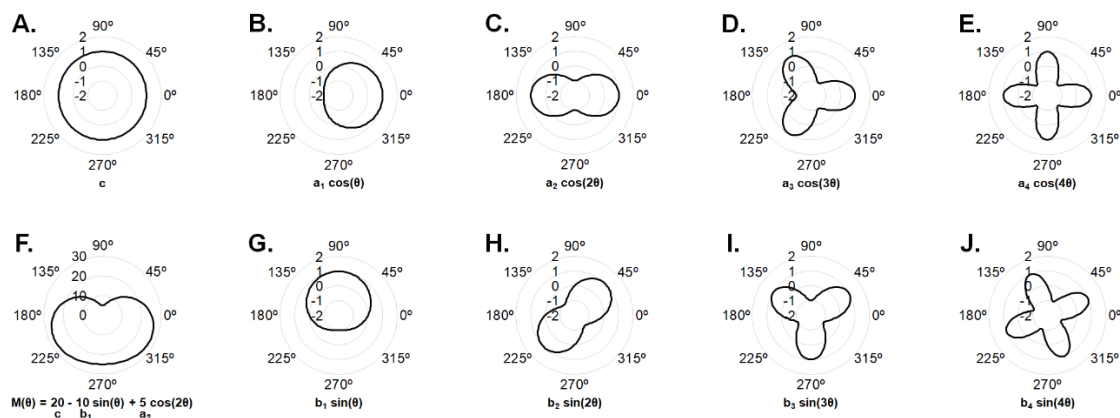 A.
90º
135º
45º
2
1
0
-1
-2
180º
0º
225º
315º
270º
c
B.
90º
135º
45º
2
1
0
-1
-2
180º
0º
225º
315º
270º
a₁ cos(θ)
C.
90º
135º
45º
2
1
0
-1
-2
180º
0º
225º
315º
270º
a₂ cos(2θ)
D.
90º
135º
45º
2
1
0
-1
-2
180º
0º
225º
315º
270º
a₃ cos(3θ)
E.
90º
135º
45º
2
1
0
-1
-2
180º
0º
225º
315º
270º
a₄ cos(4θ)
F.
90º
135º
45º
30
20
10
0
180º
0º
225º
315º
270º
M(θ) = 20 - 10 sin(θ) + 5 cos(2θ)
c b₁ a₂
G.
90º
135º
45º
2
1
0
-1
-2
180º
0º
225º
315º
270º
b₁ sin(θ)
H.
90º
135º
45º
2
1
0
-1
-2
180º
0º
225º
315º
270º
b₂ sin(2θ)
I.
90º
135º
45º
2
1
0
-1
-2
180º
0º
225º
315º
270º
b₃ sin(3θ)
J.
90º
135º
45º
2
1
0
-1
-2
180º
0º
225º
315º
270º
b₄ sin(4θ)